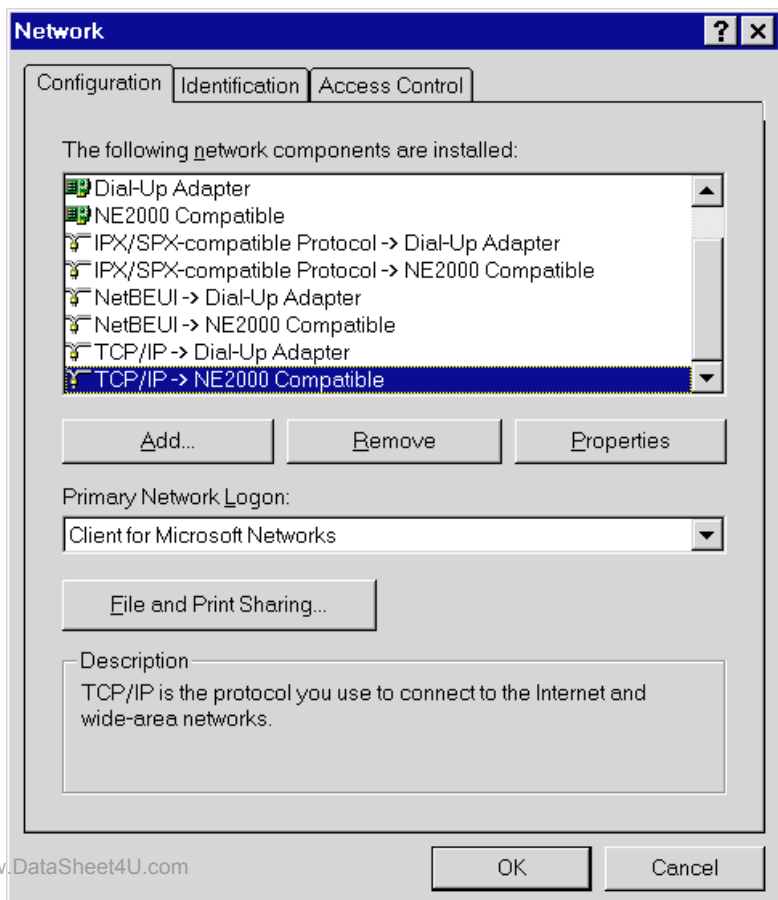 Network
Configuration Identification Access Control
The following network components are installed:
Dial-Up Adapter
NE2000 Compatible
IPX/SPX-compatible Protocol -> Dial-Up Adapter
IPX/SPX-compatible Protocol -> NE2000 Compatible
NetBEUI -> Dial-Up Adapter
NetBEUI -> NE2000 Compatible
TCP/IP -> Dial-Up Adapter
TCP/IP -> NE2000 Compatible
Add... Remove Properties
Primary Network Logon:
Client for Microsoft Networks
File and Print Sharing...
Description
TCP/IP is the protocol you use to connect to the Internet and
wide-area networks.
.DataSheet4U.com
OK Cancel